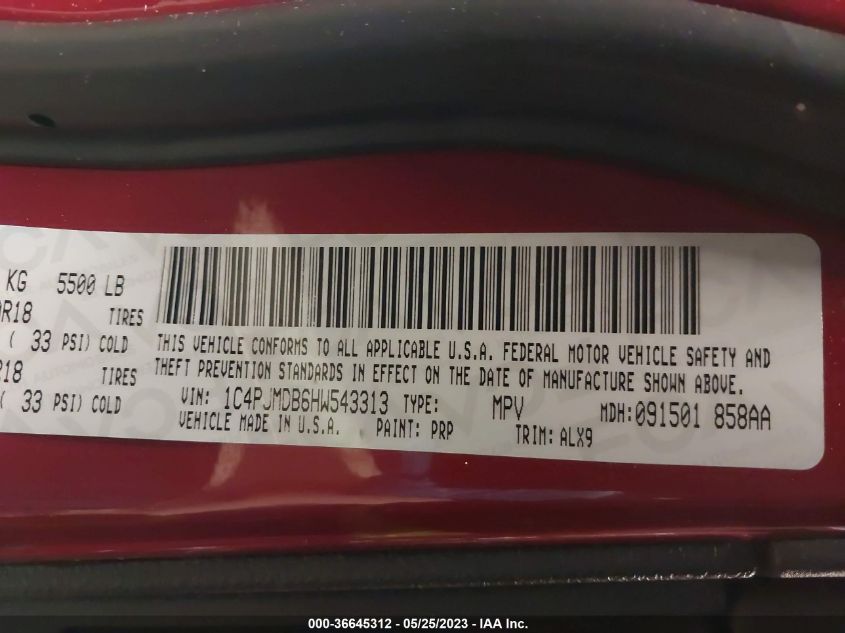 KG 5500 LB
R18 TIRES
( 33 PSI) COLD
R18 TIRES
( 33 PSI) COLD
THIS VEHICLE CONFORMS TO ALL APPLICABLE U.S.A. FEDERAL MOTOR VEHICLE SAFETY AND
THEFT PREVENTION STANDARDS IN EFFECT ON THE DATE OF MANUFACTURE SHOWN ABOVE.
VIN: 1C4PJMDB6HW543313 TYPE: MPV MDH: 091501 858AA
VEHICLE MADE IN U.S.A. PAINT: PRP TRIM: ALX9
000-36645312 - 05/25/2023 - IAA Inc.